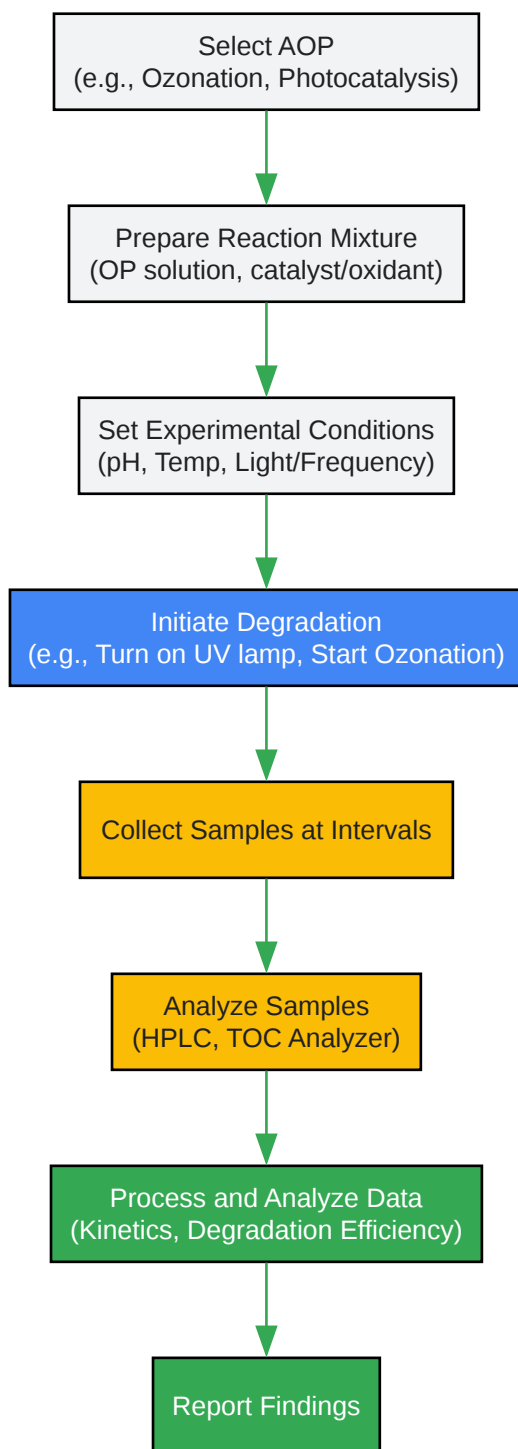 Select AOP
(e.g., Ozonation, Photocatalysis)
Prepare Reaction Mixture
(OP solution, catalyst/oxidant)
Set Experimental Conditions
(pH, Temp, Light/Frequency)
Initiate Degradation
(e.g., Turn on UV lamp, Start Ozonation)
Collect Samples at Intervals
Analyze Samples
(HPLC, TOC Analyzer)
Process and Analyze Data
(Kinetics, Degradation Efficiency)
Report Findings